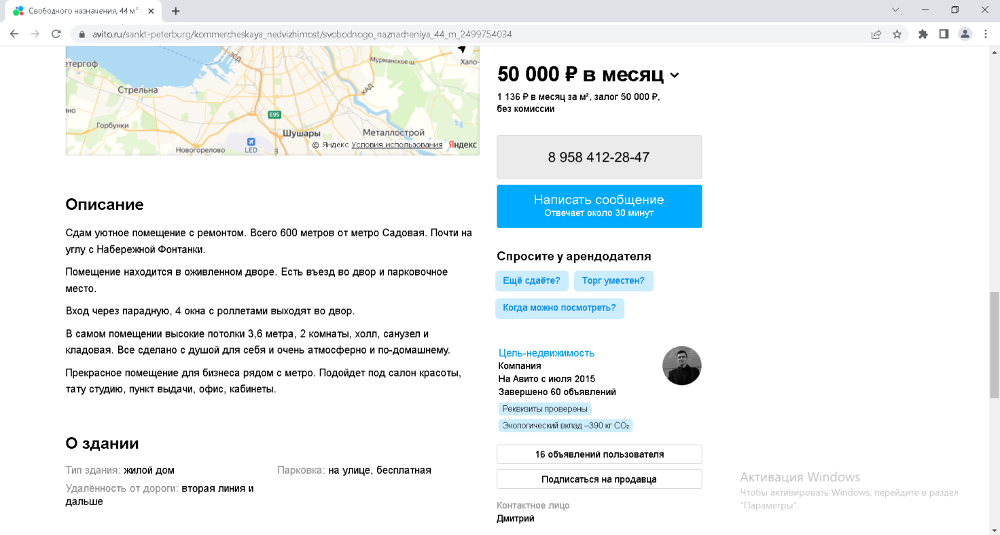 Свободного назначения, 44 м²
avito.ru/sankt-peterburg/kommercheskaya_nedvizhimost/svobodnogo_naznacheniya_44_m_2499754034
етергоф
ЗСД
Мурманское ш.
Хапо-
Стрельна
КАД
ино
E95
Горбунки
Шушары
Металлострой
Новогорелово
LED
© Яндекс Условия использования
Яндекс
50 000 ₽ в месяц
1 136 ₽ в месяц за м², залог 50 000 ₽,
без комиссии
8 958 412-28-47
Написать сообщение
Отвечает около 30 минут
Описание
Сдам уютное помещение с ремонтом. Всего 600 метров от метро Садовая. Почти на
углу с Набережной Фонтанки.
Помещение находится в оживленном дворе. Есть въезд во двор и парковочное
место.
Вход через парадную, 4 окна с роллетами выходят во двор.
В самом помещении высокие потолки 3,6 метра, 2 комнаты, холл, санузел и
кладовая. Все сделано с душой для себя и очень атмосферно и по-домашнему.
Прекрасное помещение для бизнеса рядом с метро. Подойдет под салон красоты,
тату студию, пункт выдачи, офис, кабинеты.
О здании
Тип здания: жилой дом
Парковка: на улице, бесплатная
Удалённость от дороги: вторая линия и
дальше
Спросите у арендодателя
Ещё сдаёте?
Торг уместен?
Когда можно посмотреть?
Цель-недвижимость
Компания
На Авито с июля 2015
Завершено 60 объявлений
Реквизиты проверены
Экологический вклад –390 кг CO₂
16 объявлений пользователя
Подписаться на продавца
Контактное лицо
Дмитрий
Активация Windows
Чтобы активировать Windows, перейдите в раздел
"Параметры".